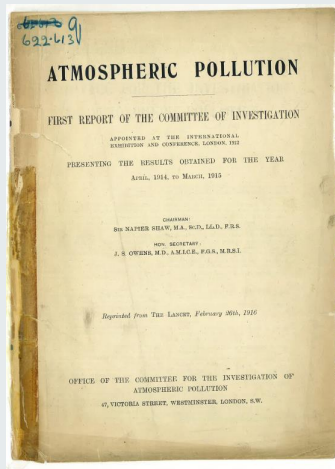 622.613
ATMOSPHERIC POLLUTION
FIRST REPORT OF THE COMMITTEE OF INVESTIGATION
APPOINTED AT THE INTERNATIONAL
EXHIBITION AND CONFERENCE, LONDON, 1912
PRESENTING THE RESULTS OBTAINED FOR THE YEAR
APRIL, 1914, TO MARCH, 1915
CHAIRMAN:
SIR NAPIER SHAW, M.A., SC.D., LL.D., F.R.S.
HON. SECRETARY:
J. S. OWENS, M.D., A.M.I.C.E., F.G.S., M.R.S.I.
Reprinted from THE LANCET, February 26th, 1916
OFFICE OF THE COMMITTEE FOR THE INVESTIGATION OF
ATMOSPHERIC POLLUTION
47, VICTORIA STREET, WESTMINSTER, LONDON, S.W.